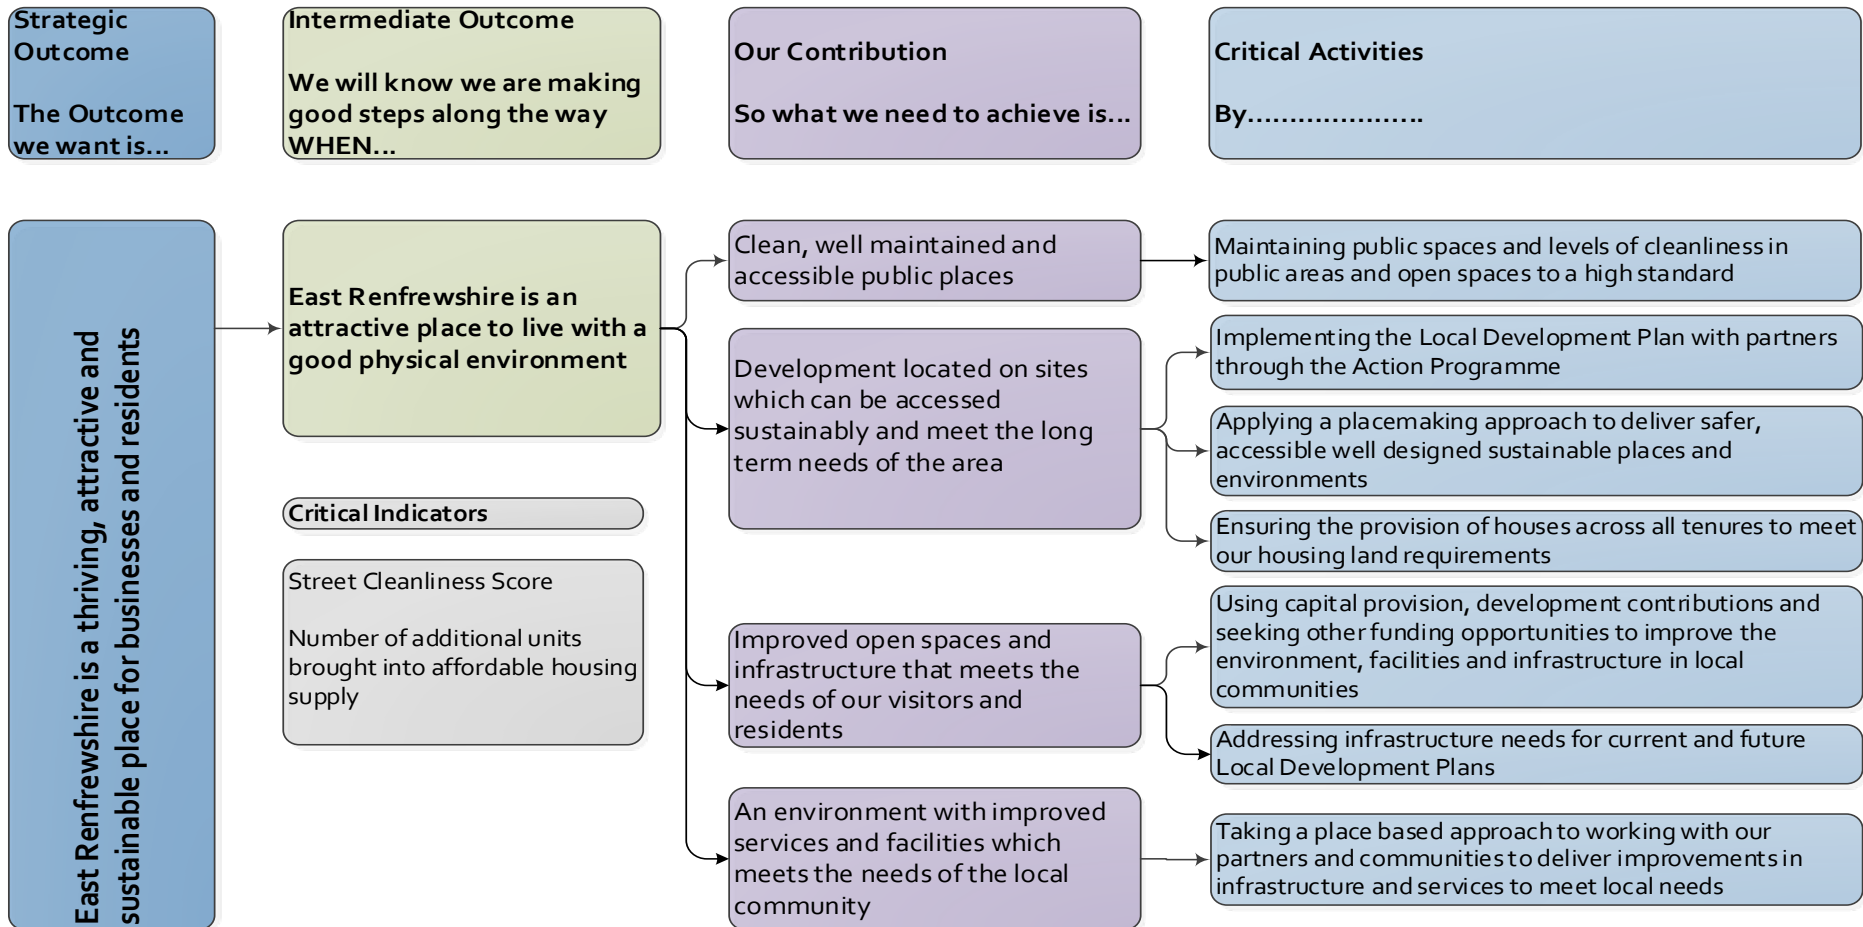 Strategic
Outcome
The Outcome
we want is...
Intermediate Outcome
We will know we are making
good steps along the way
WHEN...
Our Contribution
So what we need to achieve is...
Critical Activities
By.....................
East Renfrewshire is a thriving, attractive and
sustainable place for businesses and residents
East Renfrewshire is an
attractive place to live with a
good physical environment
Critical Indicators
Street Cleanliness Score
Number of additional units
brought into affordable housing
supply
Clean, well maintained and
accessible public places
Development located on sites
which can be accessed
sustainably and meet the long
term needs of the area
Improved open spaces and
infrastructure that meets the
needs of our visitors and
residents
An environment with improved
services and facilities which
meets the needs of the local
community
Maintaining public spaces and levels of cleanliness in
public areas and open spaces to a high standard
Implementing the Local Development Plan with partners
through the Action Programme
Applying a placemaking approach to deliver safer,
accessible well designed sustainable places and
environments
Ensuring the provision of houses across all tenures to meet
our housing land requirements
Using capital provision, development contributions and
seeking other funding opportunities to improve the
environment, facilities and infrastructure in local
communities
Addressing infrastructure needs for current and future
Local Development Plans
Taking a place based approach to working with our
partners and communities to deliver improvements in
infrastructure and services to meet local needs